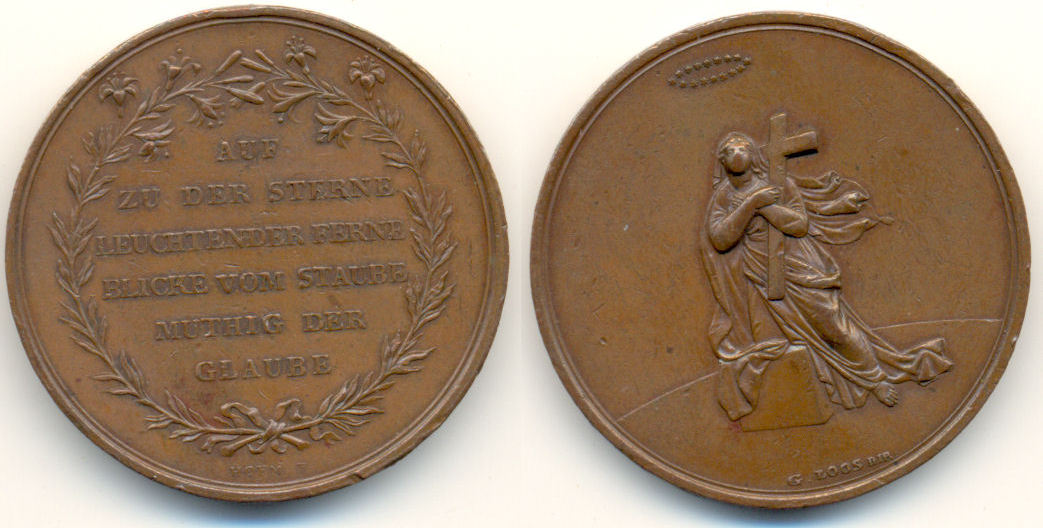 AUF
ZU DER STERNE
LEUCHTENDER FERNE
BLICKE VOM STAUBE
MUTHIG DER
GLAUBE
G. LOOS DIR.